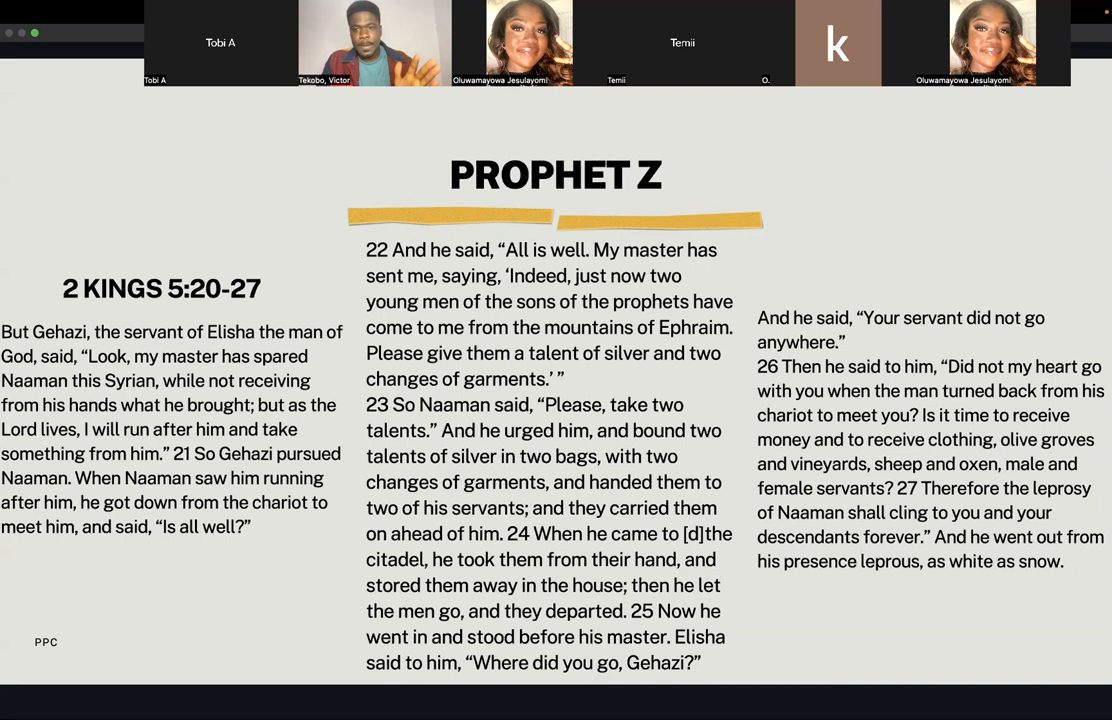 Tobi A
Temii
k
Tobi A
Tekobo, Victor
Oluwamayowa Jesulayomi
Temii
O.
Oluwamayowa Jesulayomi
PROPHET Z
2 KINGS 5:20-27
But Gehazi, the servant of Elisha the man of
God, said, “Look, my master has spared
Naaman this Syrian, while not receiving
from his hands what he brought; but as the
Lord lives, I will run after him and take
something from him.” 21 So Gehazi pursued
Naaman. When Naaman saw him running
after him, he got down from the chariot to
meet him, and said, “Is all well?”
22 And he said, “All is well. My master has
sent me, saying, ‘Indeed, just now two
young men of the sons of the prophets have
come to me from the mountains of Ephraim.
Please give them a talent of silver and two
changes of garments.’ ”
23 So Naaman said, “Please, take two
talents.” And he urged him, and bound two
talents of silver in two bags, with two
changes of garments, and handed them to
two of his servants; and they carried them
on ahead of him. 24 When he came to [d]the
citadel, he took them from their hand, and
stored them away in the house; then he let
the men go, and they departed. 25 Now he
went in and stood before his master. Elisha
said to him, “Where did you go, Gehazi?”
And he said, “Your servant did not go
anywhere.”
26 Then he said to him, “Did not my heart go
with you when the man turned back from his
chariot to meet you? Is it time to receive
money and to receive clothing, olive groves
and vineyards, sheep and oxen, male and
female servants? 27 Therefore the leprosy
of Naaman shall cling to you and your
descendants forever.” And he went out from
his presence leprous, as white as snow.
PPC